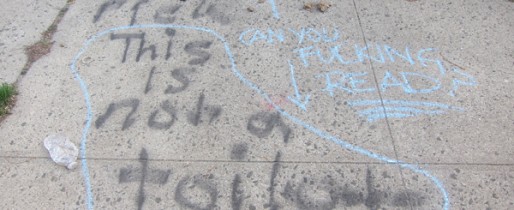 This
is
not a
toilet
CAN YOU
FUCKING
READ?